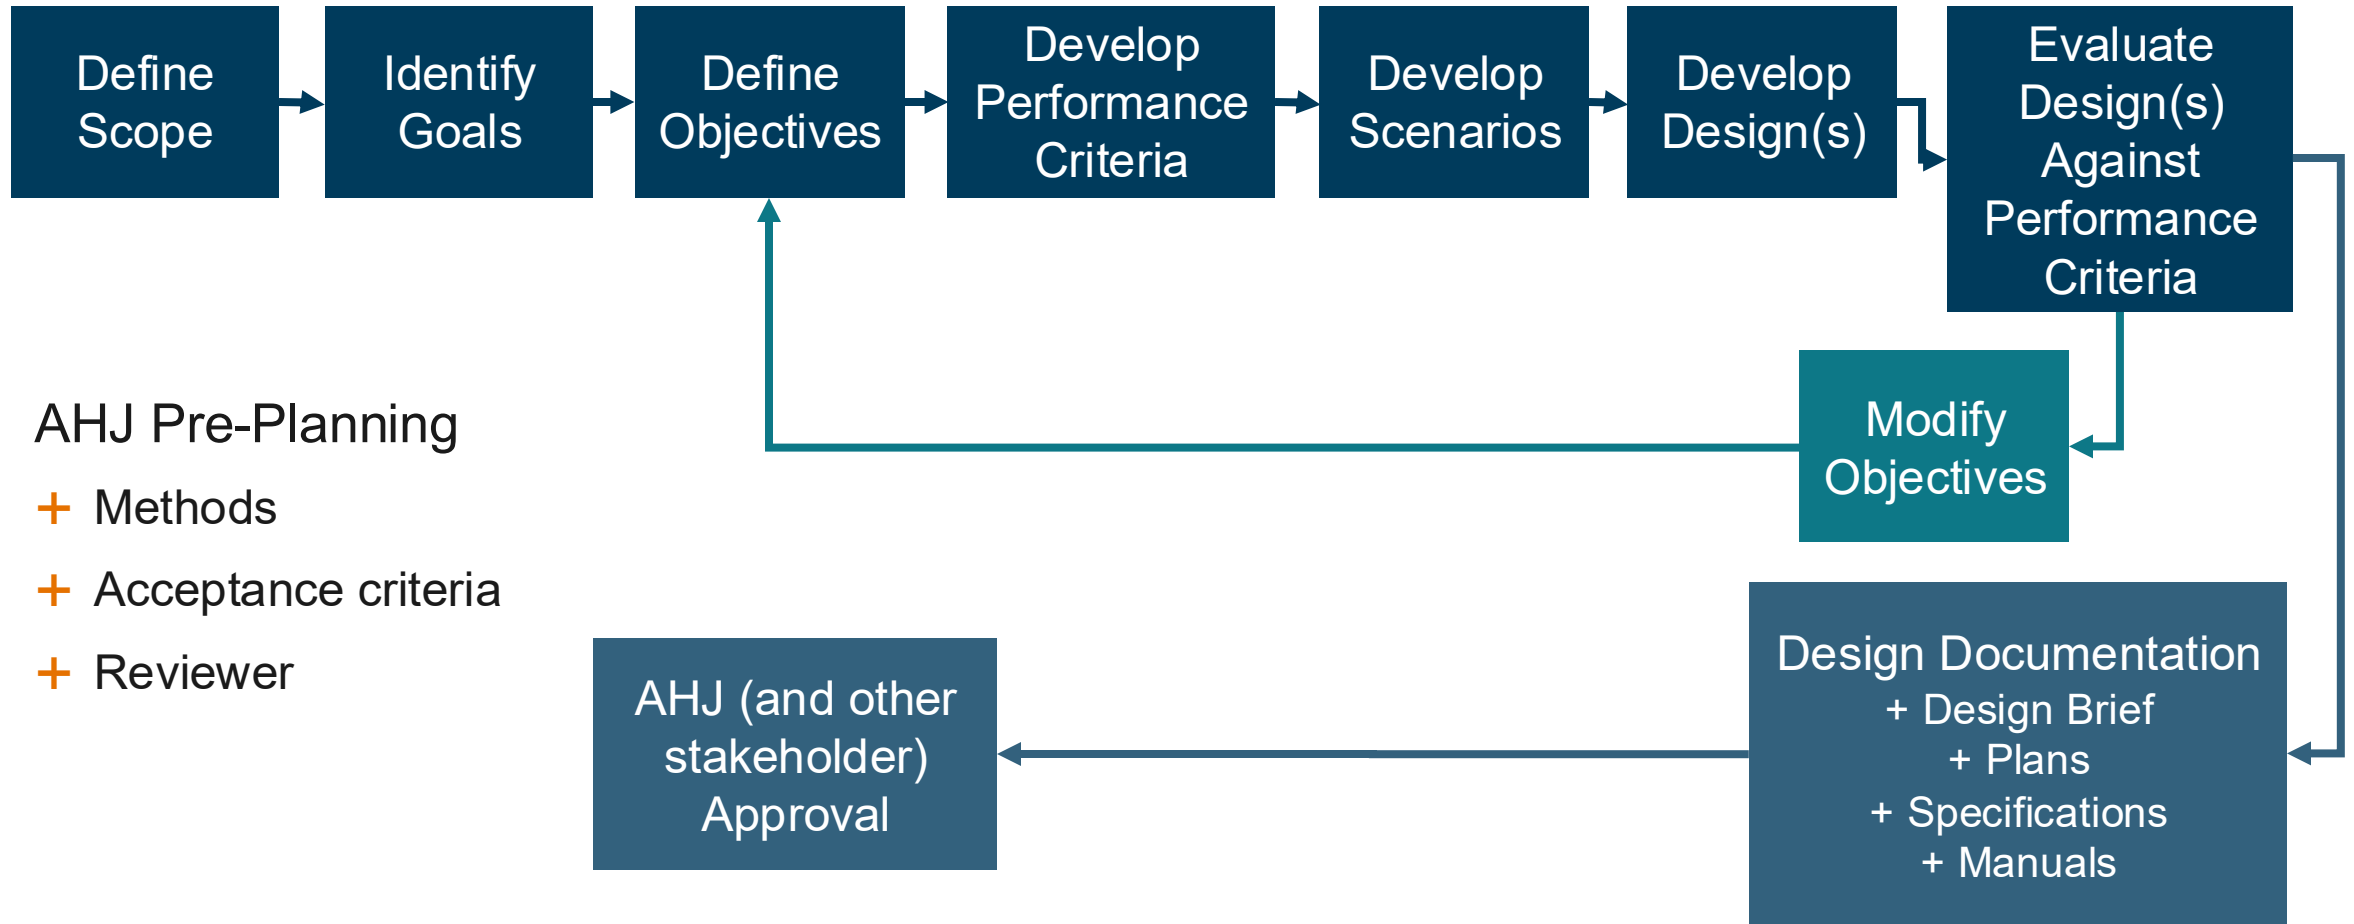 Define
Scope
Identify
Goals
Define
Objectives
Develop
Performance
Criteria
Develop
Scenarios
Develop
Design(s)
Evaluate
Design(s)
Against
Performance
Criteria
Modify
Objectives
AHJ Pre-Planning
+ Methods
+ Acceptance criteria
+ Reviewer
AHJ (and other
stakeholder)
Approval
Design Documentation
+ Design Brief
+ Plans
+ Specifications
+ Manuals